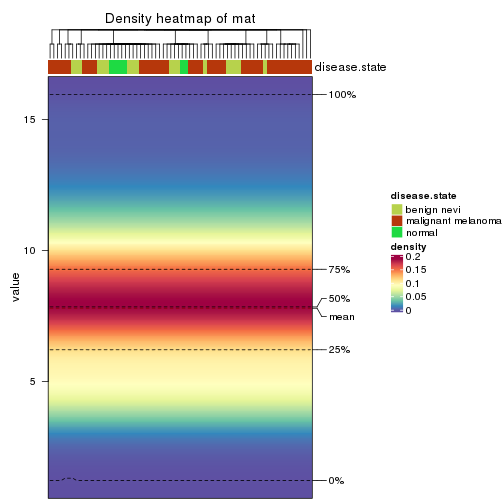 Density heatmap of mat
disease.state
100%
15
disease.state
benign nevi
malignant melanoma
normal
density
0.2
0.15
0.1
0.05
0
10
75%
value
50%
mean
25%
5
0%